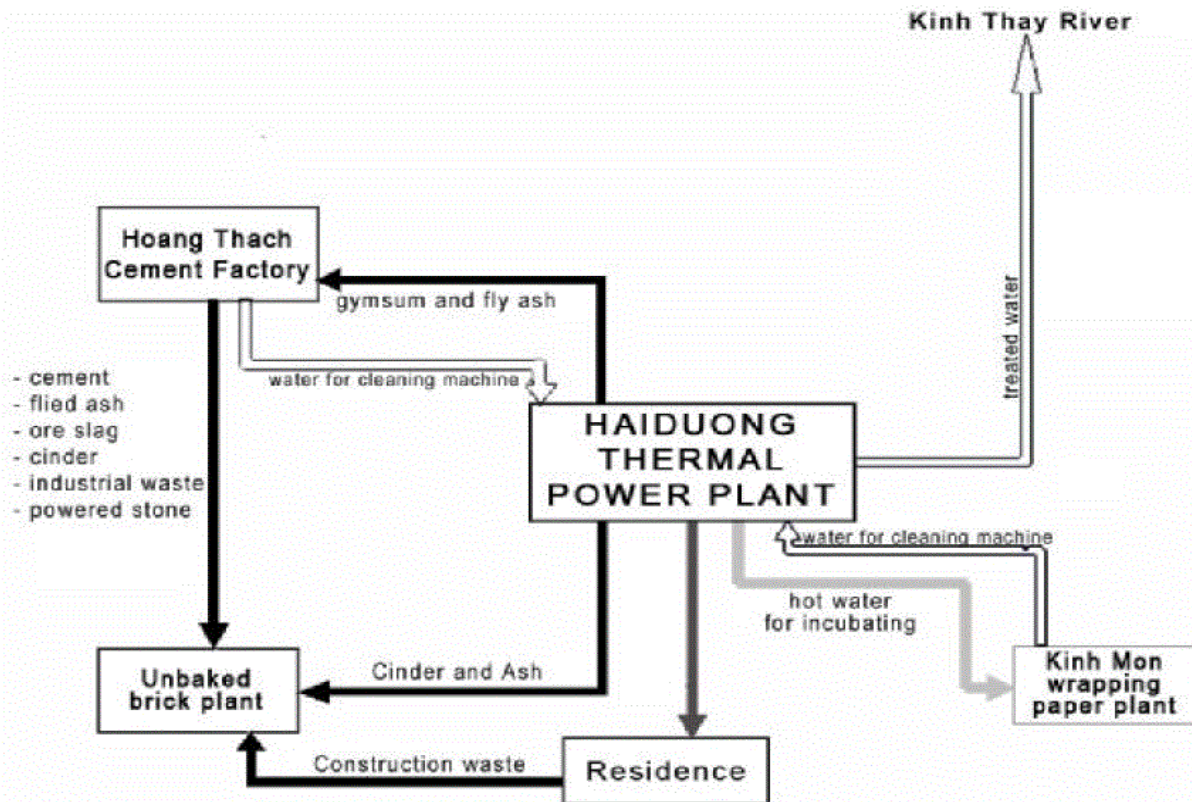 Kinh Thay River
treated water
Hoang Thach
Cement Factory
gymsum and fly ash
water for cleaning machine
- cement
- flied ash
- ore slag
- cinder
- industrial waste
- powered stone
HAIDUONG
THERMAL
POWER PLANT
water for cleaning machine
hot water
for incubating
Kinh Mon
wrapping
paper plant
Unbaked
brick plant
Cinder and Ash
Construction waste
Residence